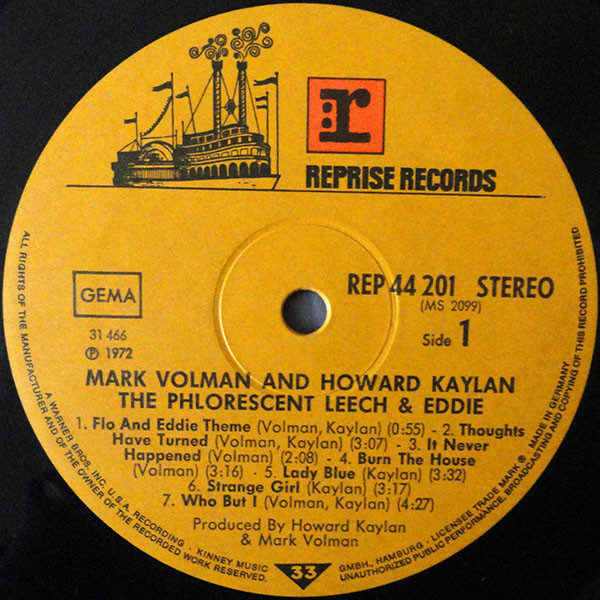 r:
REPRISE RECORDS
GEMA
REP 44 201 STEREO
(MS 2099)
31 466
Side 1
℗ 1972
MARK VOLMAN AND HOWARD KAYLAN
THE PHLORESCENT LEECH & EDDIE
1. Flo And Eddie Theme (Volman, Kaylan) (0:55) - 2. Thoughts
Have Turned (Volman, Kaylan) (3:07) - 3. It Never
Happened (Volman) (2:08) - 4. Burn The House
(Volman) (3:16) - 5. Lady Blue (Kaylan) (3:32)
6. Strange Girl (Kaylan) (3:17)
7. Who But I (Volman, Kaylan) (4:27)
Produced By Howard Kaylan
& Mark Volman
33
ALL RIGHTS OF THE MANUFACTURER AND OF THE OWNER OF THE RECORDED WORK RESERVED.
A WARNER BROS. INC. U.S.A. RECORDING · KINNEY MUSIC GMBH., HAMBURG · LICENSEE TRADE MARK ® MADE IN GERMANY
UNAUTHORIZED PUBLIC PERFORMANCE, BROADCASTING AND COPYING OF THIS RECORD PROHIBITED